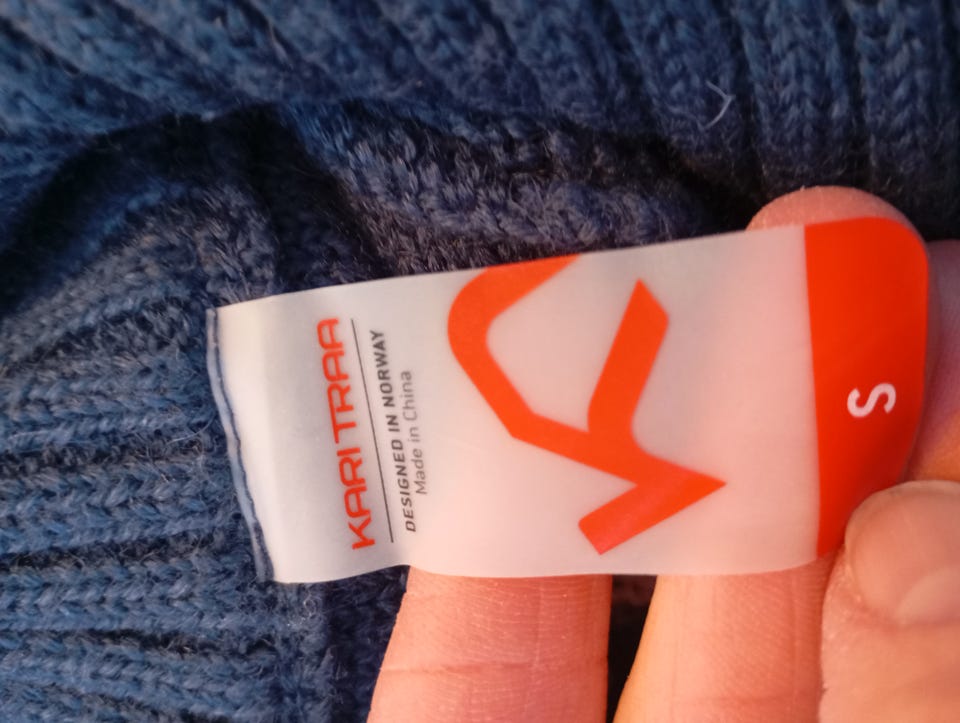 KARI TRAA
DESIGNED IN NORWAY
Made in China
S